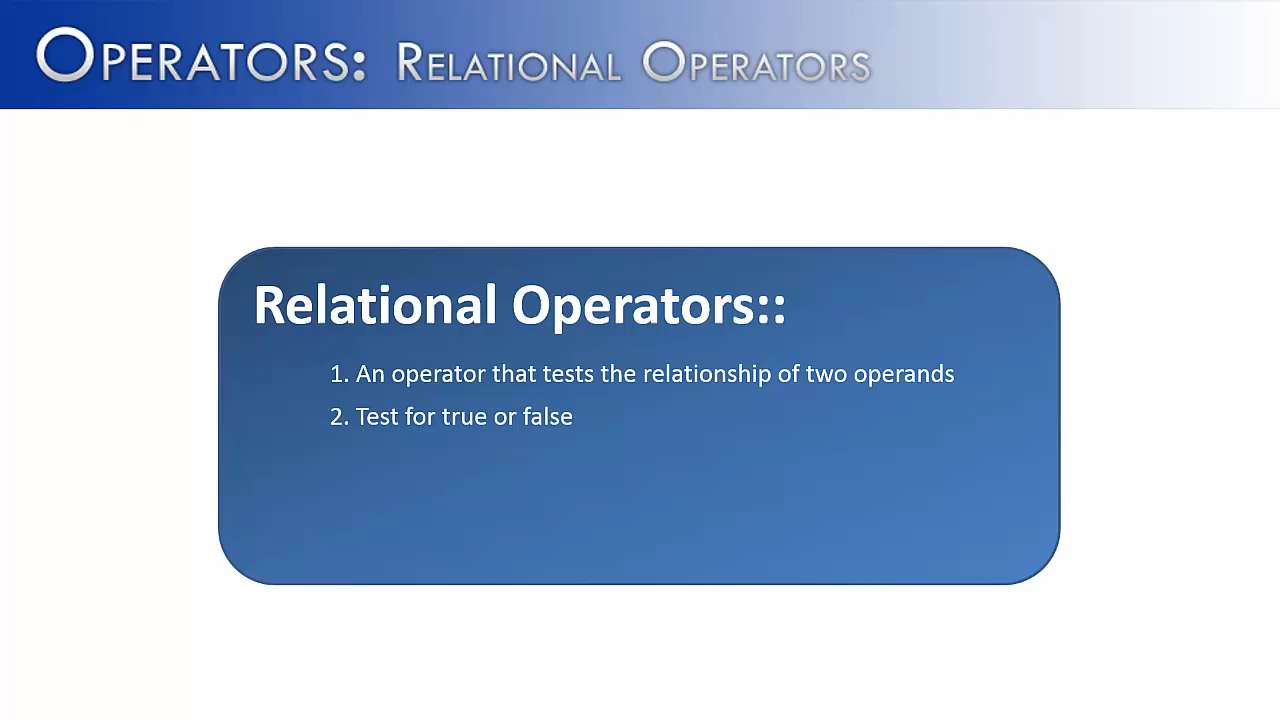 OPERATORS: RELATIONAL OPERATORS
Relational Operators::
1. An operator that tests the relationship of two operands
2. Test for true or false